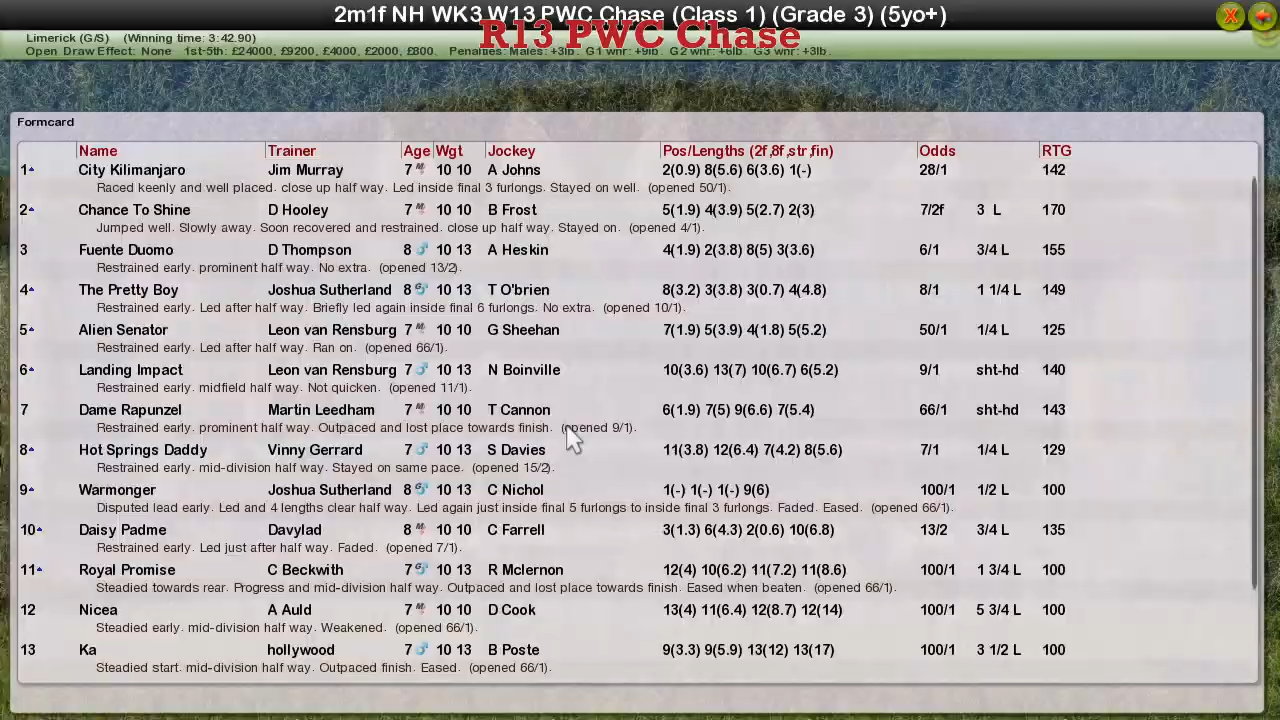 2m1f NH WK3 W13 PWC Chase (Class 1) (Grade 3) (5yo+)
R13 PWC Chase
Limerick (G/S) (Winning time: 3:42.90)
Open Draw Effect: None 1st-5th: £24000, £9200, £4000, £2000, £800. Penalties: Males: +3lb. G1 wnr: +9lb. G2 wnr: +6lb. G3 wnr: +3lb.
Formcard
Name Trainer Age Wgt Jockey Pos/Lengths (2f,8f,str,fin) Odds RTG
1 City Kilimanjaro Jim Murray 7 10 10 A Johns 2(0.9) 8(5.6) 6(3.6) 1(-) 28/1 142
Raced keenly and well placed. close up half way. Led inside final 3 furlongs. Stayed on well. (opened 50/1).
2 Chance To Shine D Hooley 7 10 10 B Frost 5(1.9) 4(3.9) 5(2.7) 2(3) 7/2f 3 L 170
Jumped well. Slowly away. Soon recovered and restrained. close up half way. Stayed on. (opened 4/1).
3 Fuente Duomo D Thompson 8 10 13 A Heskin 4(1.9) 2(3.8) 8(5) 3(3.6) 6/1 3/4 L 155
Restrained early. prominent half way. No extra. (opened 13/2).
4 The Pretty Boy Joshua Sutherland 8 10 13 T O'brien 8(3.2) 3(3.8) 3(0.7) 4(4.8) 8/1 1 1/4 L 149
Restrained early. Led after half way. Briefly led again inside final 6 furlongs. No extra. (opened 10/1).
5 Alien Senator Leon van Rensburg 7 10 10 G Sheehan 7(1.9) 5(3.9) 4(1.8) 5(5.2) 50/1 1/4 L 125
Restrained early. Led after half way. Ran on. (opened 66/1).
6 Landing Impact Leon van Rensburg 7 10 13 N Boinville 10(3.6) 13(7) 10(6.7) 6(5.2) 9/1 sht-hd 140
Restrained early. midfield half way. Not quicken. (opened 11/1).
7 Dame Rapunzel Martin Leedham 7 10 10 T Cannon 6(1.9) 7(5) 9(6.6) 7(5.4) 66/1 sht-hd 143
Restrained early. prominent half way. Outpaced and lost place towards finish. (opened 9/1).
8 Hot Springs Daddy Vinny Gerrard 7 10 13 S Davies 11(3.8) 12(6.4) 7(4.2) 8(5.6) 7/1 1/4 L 129
Restrained early. mid-division half way. Stayed on same pace. (opened 15/2).
9 Warmonger Joshua Sutherland 8 10 13 C Nichol 1(-) 1(-) 1(-) 9(6) 100/1 1/2 L 100
Disputed lead early. Led and 4 lengths clear half way. Led again just inside final 5 furlongs to inside final 3 furlongs. Faded. Eased. (opened 66/1).
10 Daisy Padme Davylad 8 10 10 C Farrell 3(1.3) 6(4.3) 2(0.6) 10(6.8) 13/2 3/4 L 135
Restrained early. Led just after half way. Faded. (opened 7/1).
11 Royal Promise C Beckwith 7 10 13 R Mclernon 12(4) 10(6.2) 11(7.2) 11(8.6) 100/1 1 3/4 L 100
Steadied towards rear. Progress and mid-division half way. Outpaced and lost place towards finish. Eased when beaten. (opened 66/1).
12 Nicea A Auld 7 10 10 D Cook 13(4) 11(6.4) 12(8.7) 12(14) 100/1 5 3/4 L 100
Steadied early. mid-division half way. Weakened. (opened 66/1).
13 Ka hollywood 7 10 13 B Poste 9(3.3) 9(5.9) 13(12) 13(17) 100/1 3 1/2 L 100
Steadied start. mid-division half way. Outpaced finish. Eased. (opened 66/1).